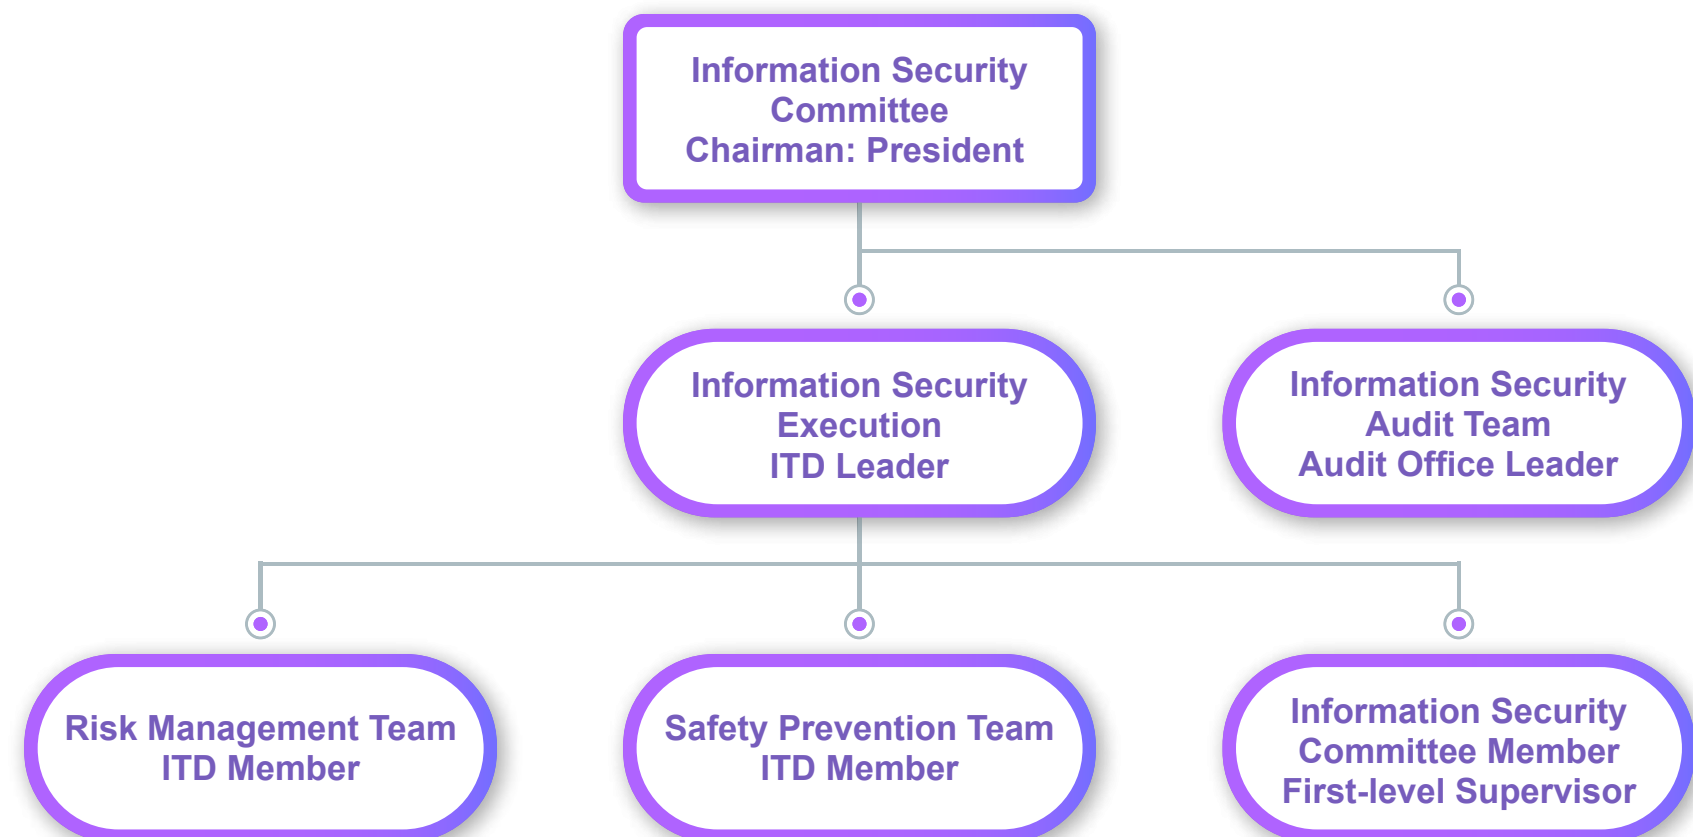 Information Security
Committee
Chairman: President
Information Security
Execution
ITD Leader
Information Security
Audit Team
Audit Office Leader
Risk Management Team
ITD Member
Safety Prevention Team
ITD Member
Information Security
Committee Member
First-level Supervisor